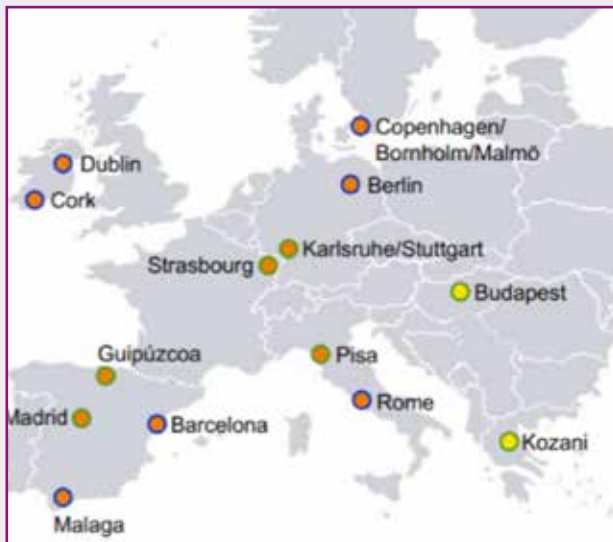 Copenhagen/
Bornholm/Malmö
Dublin
Berlin
Cork
Karlsruhe/Stuttgart
Strasbourg
Budapest
Guipúzcoa
Pisa
Rome
Madrid
Barcelona
Kozani
Malaga